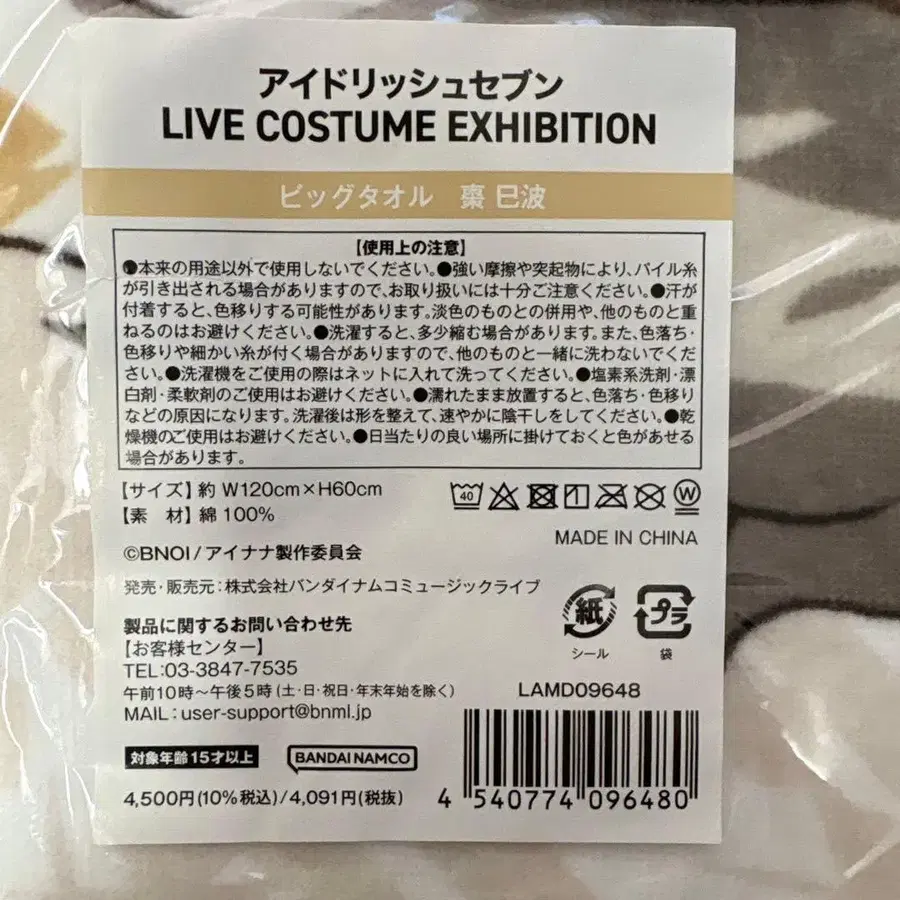 アイドリッシュセブン
LIVE COSTUME EXHIBITION
ビッグタオル 棗 巳波
【使用上の注意】
●本来の用途以外で使用しないでください。●強い摩擦や突起物により、パイル糸
が引き出される場合がありますので、お取り扱いには十分ご注意ください。●汗が
付着すると、色移りする可能性があります。淡色のものとの併用や、他のものと重
ねるのはお避けください。●洗濯すると、多少縮む場合があります。また、色落ち・
色移りや細かい糸が付く場合がありますので、他のものと一緒に洗わないでくだ
さい。●洗濯機をご使用の際はネットに入れて洗ってください。●塩素系洗剤・漂
白剤・柔軟剤のご使用はお避けください。●濡れたまま放置すると、色落ち・色移り
などの原因になります。洗濯後は形を整えて、速やかに陰干しをしてください。●乾
燥機のご使用はお避けください。●日当たりの良い場所に掛けておくと色があせる
場合があります。
【サイズ】約 W120cm×H60cm
【素 材】綿 100%
40
W
MADE IN CHINA
©BNOI/アイナナ製作委員会
発売・販売元:株式会社バンダイナムコミュージックライブ
製品に関するお問い合わせ先
【お客様センター】
TEL:03-3847-7535
午前10時～午後5時(土・日・祝日・年末年始を除く)
MAIL:user-support@bnml.jp
紙
シール
プラ
袋
LAMD09648
対象年齢15才以上
BANDAI NAMCO
4,500円(10%税込)/4,091円(税抜)
4 540774 096480